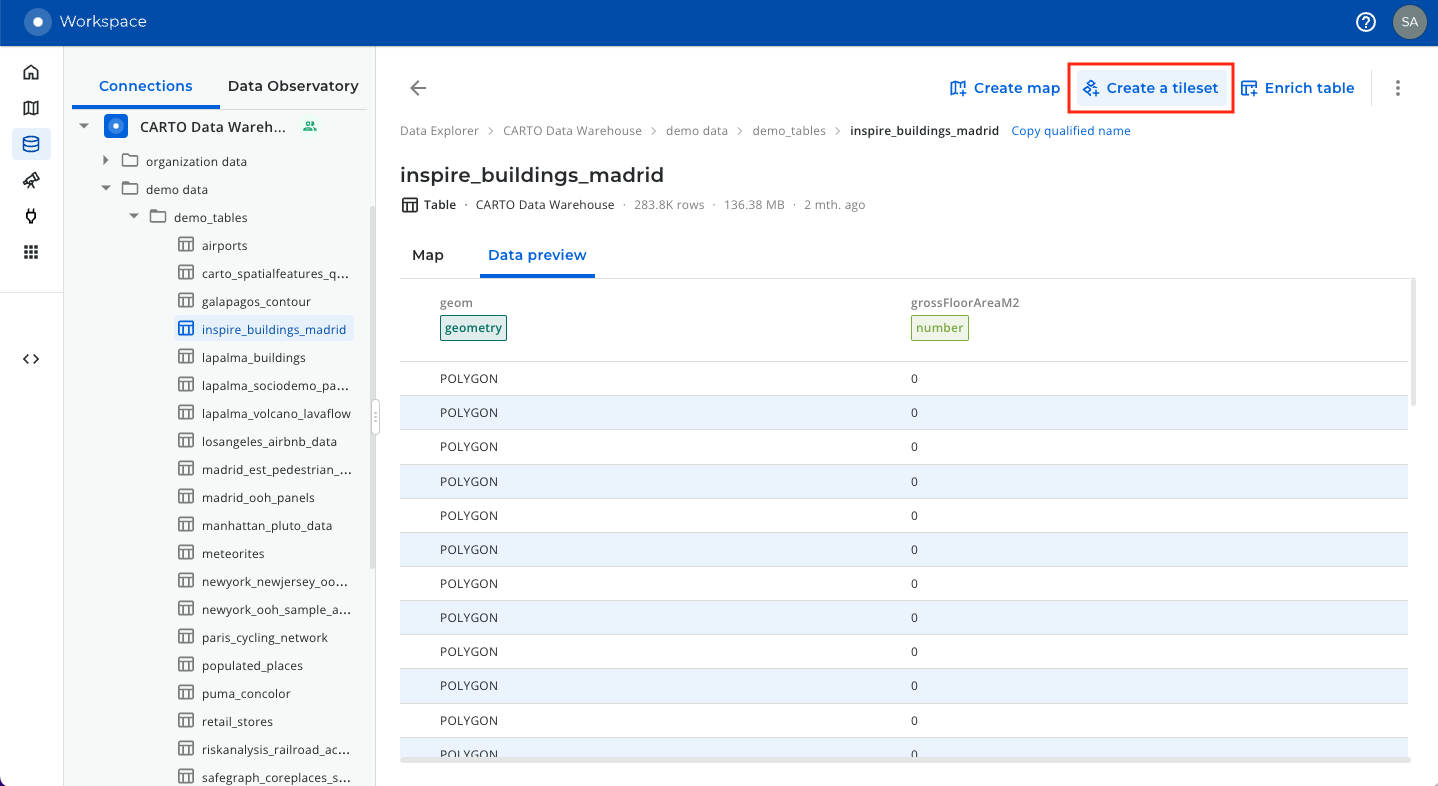 Workspace
SA
Connections
Data Observatory
CARTO Data Wareh...
organization data
demo data
demo_tables
airports
carto_spatialfeatures_q...
galapagos_contour
inspire_buildings_madrid
lapalma_buildings
lapalma_sociodemo_pa...
lapalma_volcano_lavaflow
losangeles_airbnb_data
madrid_est_pedestrian_...
madrid_ooh_panels
manhattan_pluto_data
meteorites
newyork_newjersey_oo...
newyork_ooh_sample_a...
paris_cycling_network
populated_places
puma_concolor
retail_stores
riskanalysis_railroad_ac...
safegraph_coreplaces_s...
Create map
Create a tileset
Enrich table
Data Explorer > CARTO Data Warehouse > demo data > demo_tables > inspire_buildings_madrid Copy qualified name
inspire_buildings_madrid
Table · CARTO Data Warehouse · 283.8K rows · 136.38 MB · 2 mth. ago
Map
Data preview
geom grossFloorAreaM2
geometry number
POLYGON 0
POLYGON 0
POLYGON 0
POLYGON 0
POLYGON 0
POLYGON 0
POLYGON 0
POLYGON 0
POLYGON 0
POLYGON 0
POLYGON 0
POLYGON 0